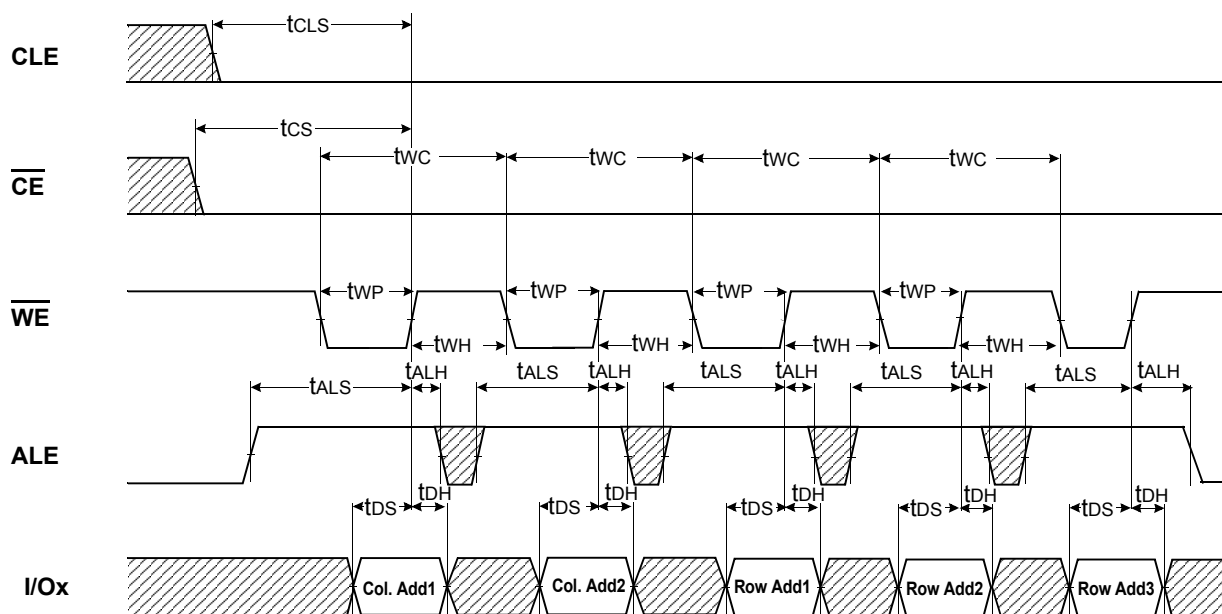 tCLS
CLE
tCS
tWC tWC tWC tWC
CE
tWP tWP tWP tWP
WE
tWH tWH tWH tWH
tALS tALH tALS tALH tALS tALH tALS tALH tALS tALH
ALE
tDS tDH tDS tDH tDS tDH tDS tDH tDS tDH
I/Ox Col. Add1 Col. Add2 Row Add1 Row Add2 Row Add3